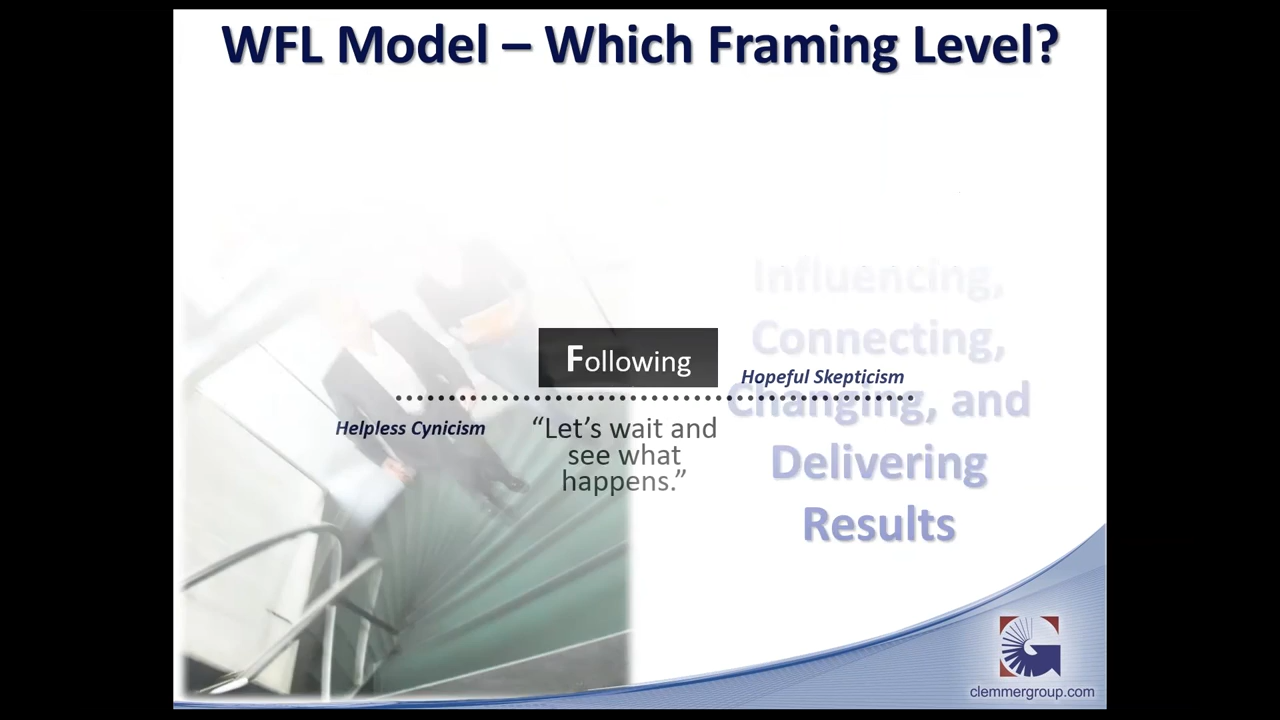 WFL Model – Which Framing Level?
Influencing,
Connecting,
Changing, and
Delivering
Results
Following
Hopeful Skepticism
Helpless Cynicism
“Let’s wait and
see what
happens.”
clemmergroup.com